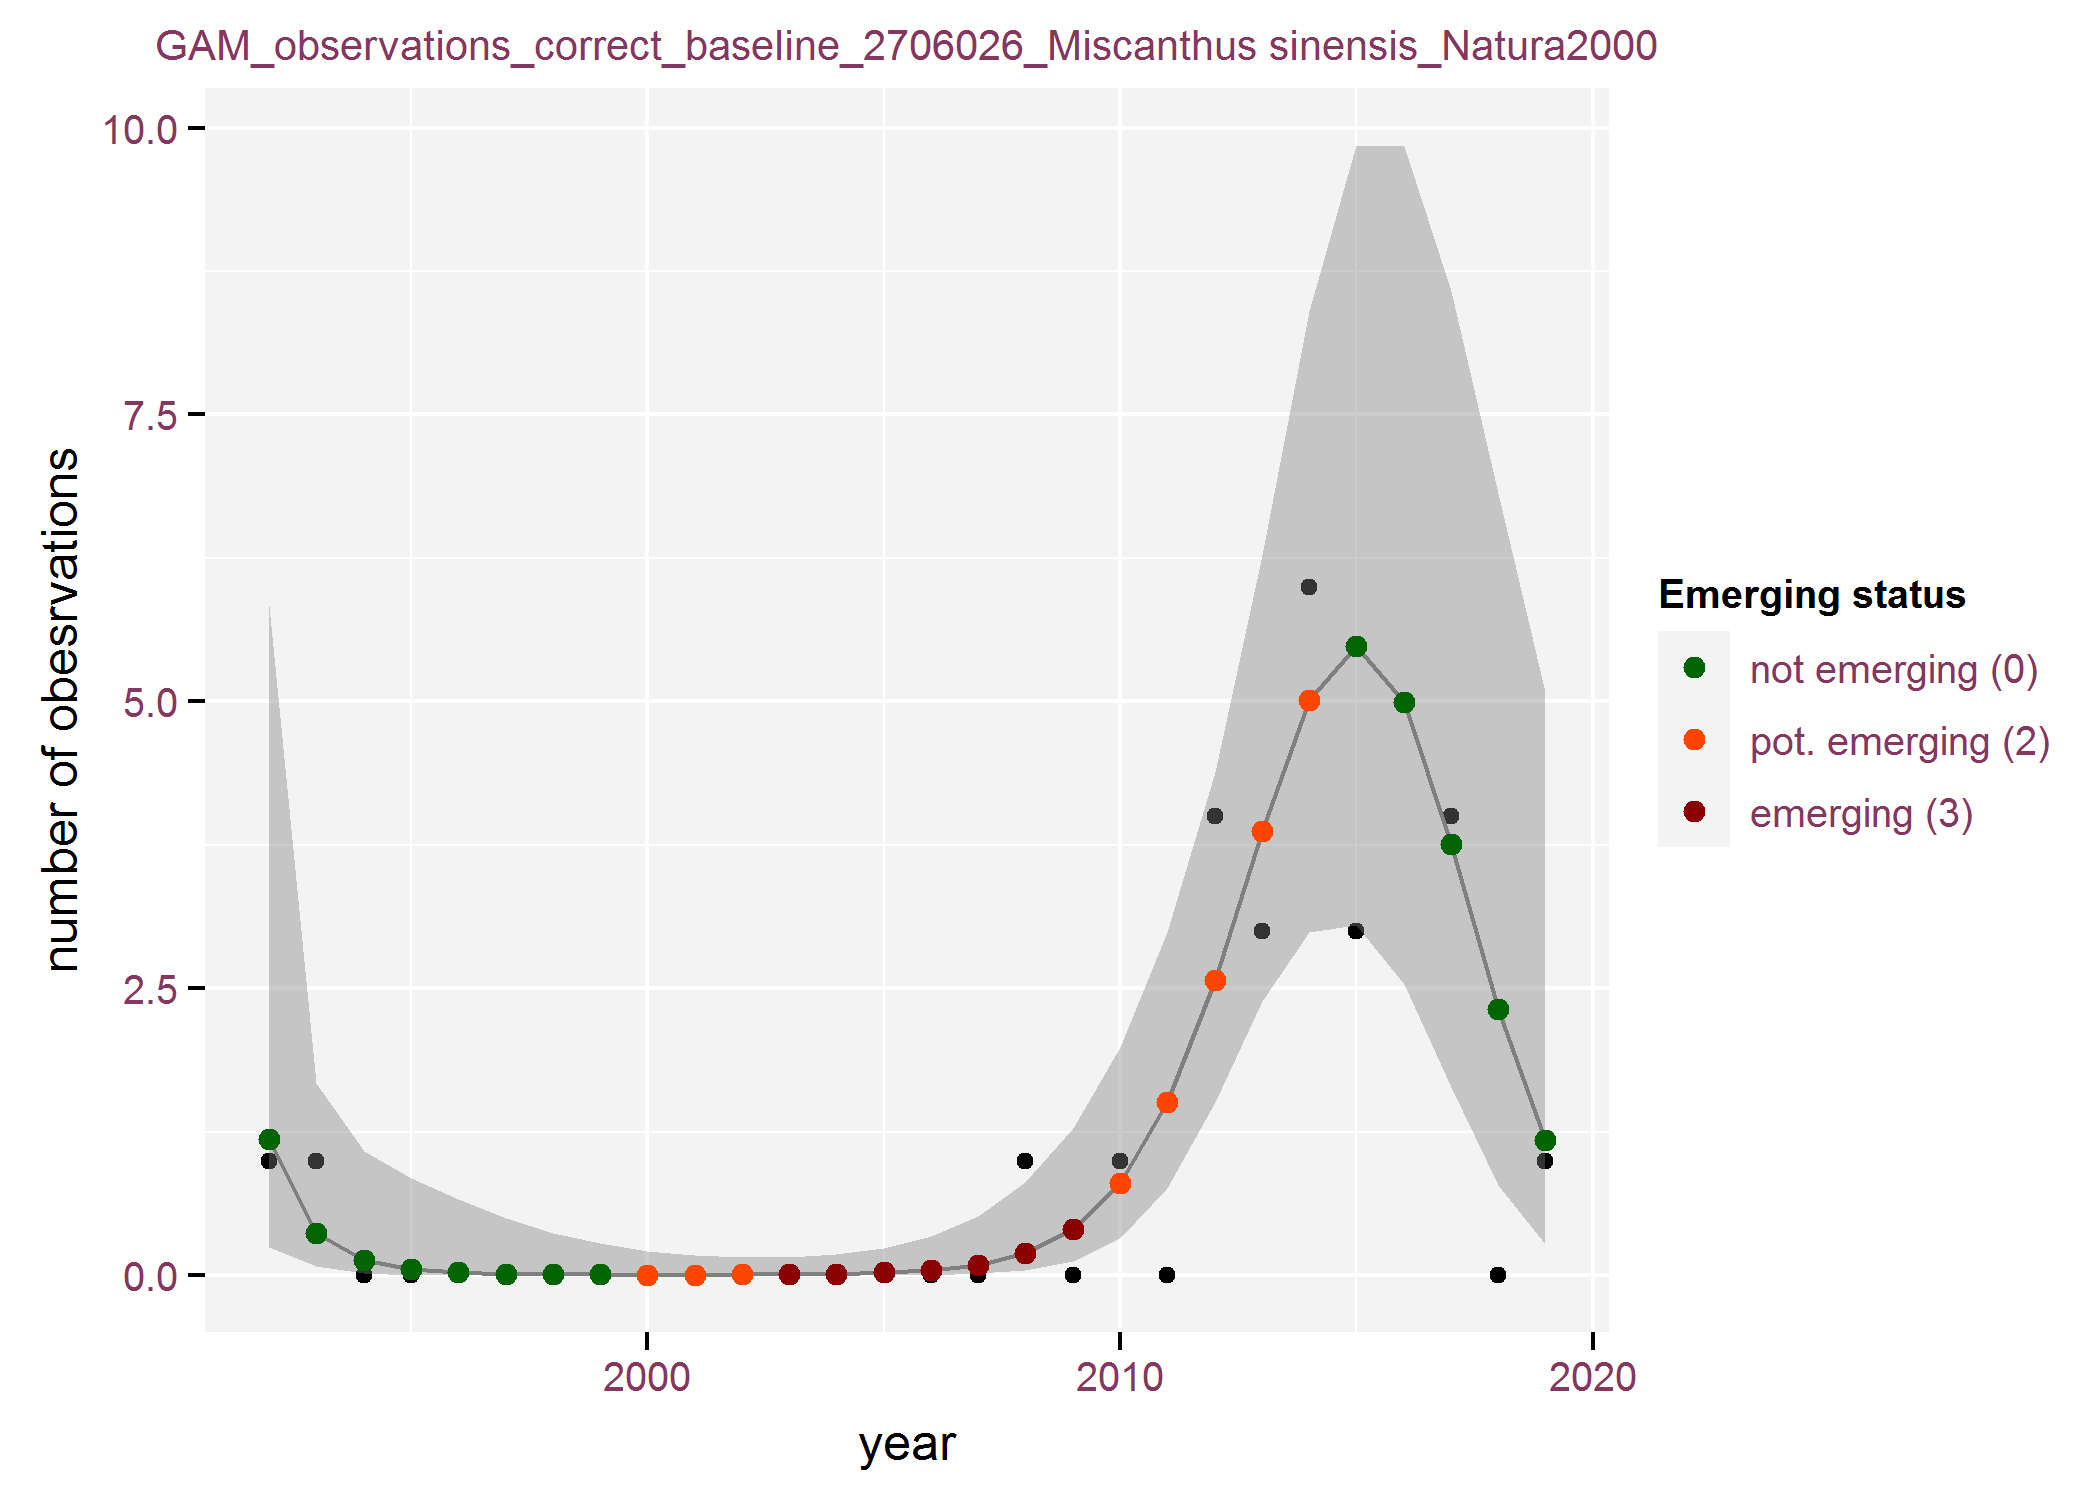 GAM_observations_correct_baseline_2706026_Miscanthus sinensis_Natura2000
10.0
7.5
5.0
2.5
0.0
number of obesrvations
2000
2010
2020
year
Emerging status
not emerging (0)
pot. emerging (2)
emerging (3)